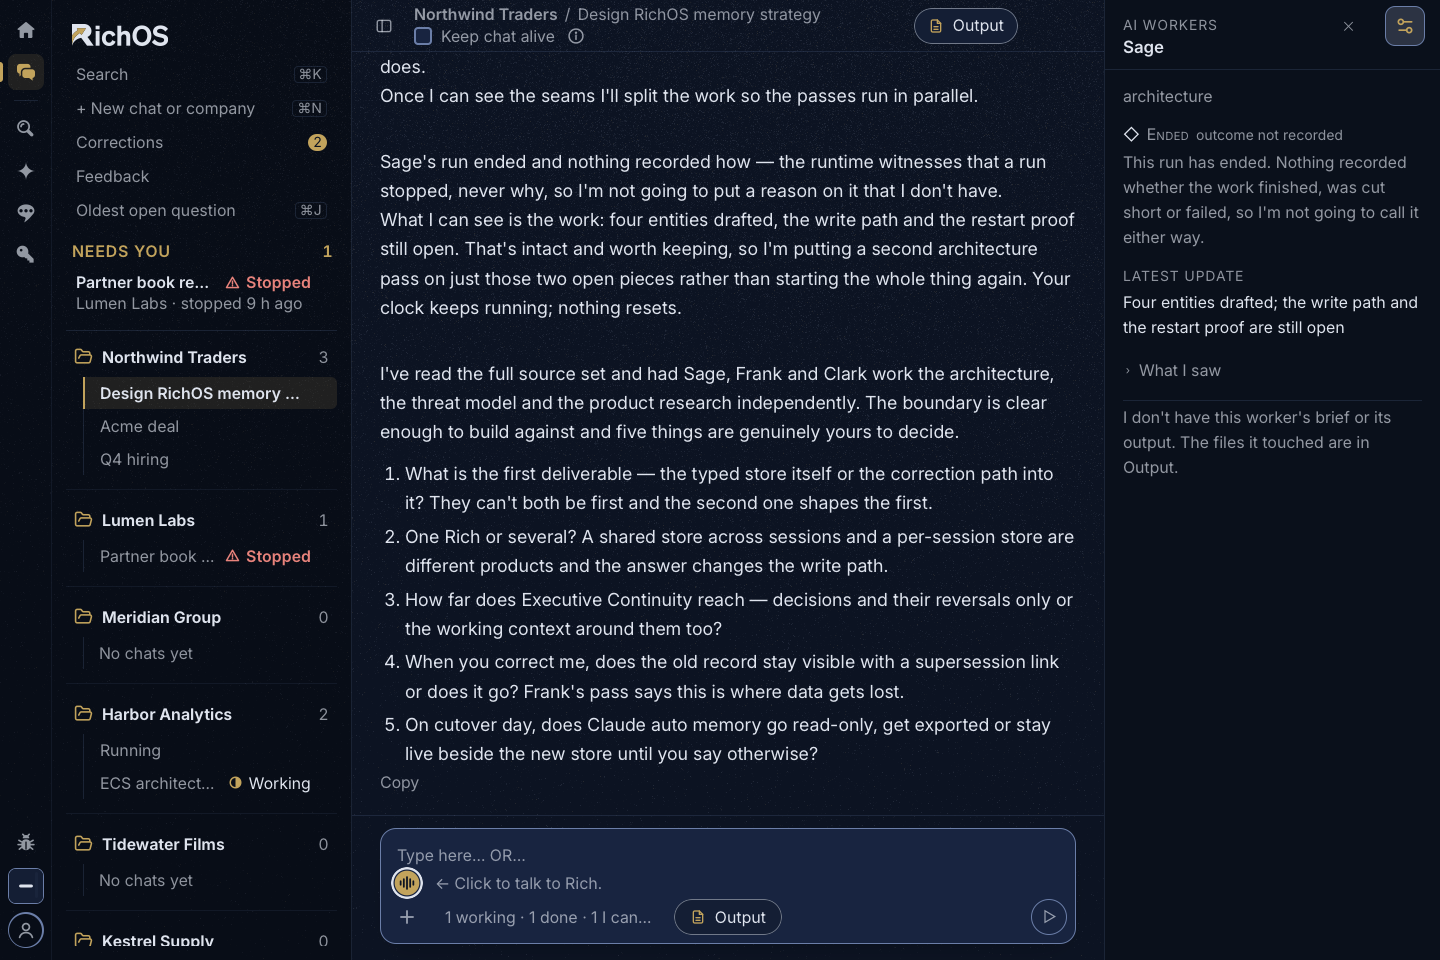 RichOS
Search ⌘K
+ New chat or company ⌘N
Corrections 2
Feedback
Oldest open question ⌘J
NEEDS YOU 1
Partner book re... Stopped
Lumen Labs · stopped 9 h ago
Northwind Traders 3
Design RichOS memory ...
Acme deal
Q4 hiring
Lumen Labs 1
Partner book ... Stopped
Meridian Group 0
No chats yet
Harbor Analytics 2
Running
ECS architect... Working
Tidewater Films 0
No chats yet
Kestrel Supply 0
Northwind Traders / Design RichOS memory strategy
Keep chat alive
Output
does.
Once I can see the seams I'll split the work so the passes run in parallel.
Sage's run ended and nothing recorded how — the runtime witnesses that a run
stopped, never why, so I'm not going to put a reason on it that I don't have.
What I can see is the work: four entities drafted, the write path and the restart proof
still open. That's intact and worth keeping, so I'm putting a second architecture
pass on just those two open pieces rather than starting the whole thing again. Your
clock keeps running; nothing resets.
I've read the full source set and had Sage, Frank and Clark work the architecture,
the threat model and the product research independently. The boundary is clear
enough to build against and five things are genuinely yours to decide.
1. What is the first deliverable — the typed store itself or the correction path into
it? They can't both be first and the second one shapes the first.
2. One Rich or several? A shared store across sessions and a per-session store are
different products and the answer changes the write path.
3. How far does Executive Continuity reach — decisions and their reversals only or
the working context around them too?
4. When you correct me, does the old record stay visible with a supersession link
or does it go? Frank's pass says this is where data gets lost.
5. On cutover day, does Claude auto memory go read-only, get exported or stay
live beside the new store until you say otherwise?
Copy
Type here... OR...
← Click to talk to Rich.
1 working · 1 done · 1 I can...
Output
AI WORKERS
Sage
architecture
ENDED outcome not recorded
This run has ended. Nothing recorded
whether the work finished, was cut
short or failed, so I'm not going to call it
either way.
LATEST UPDATE
Four entities drafted; the write path and
the restart proof are still open
› What I saw
I don't have this worker's brief or its
output. The files it touched are in
Output.